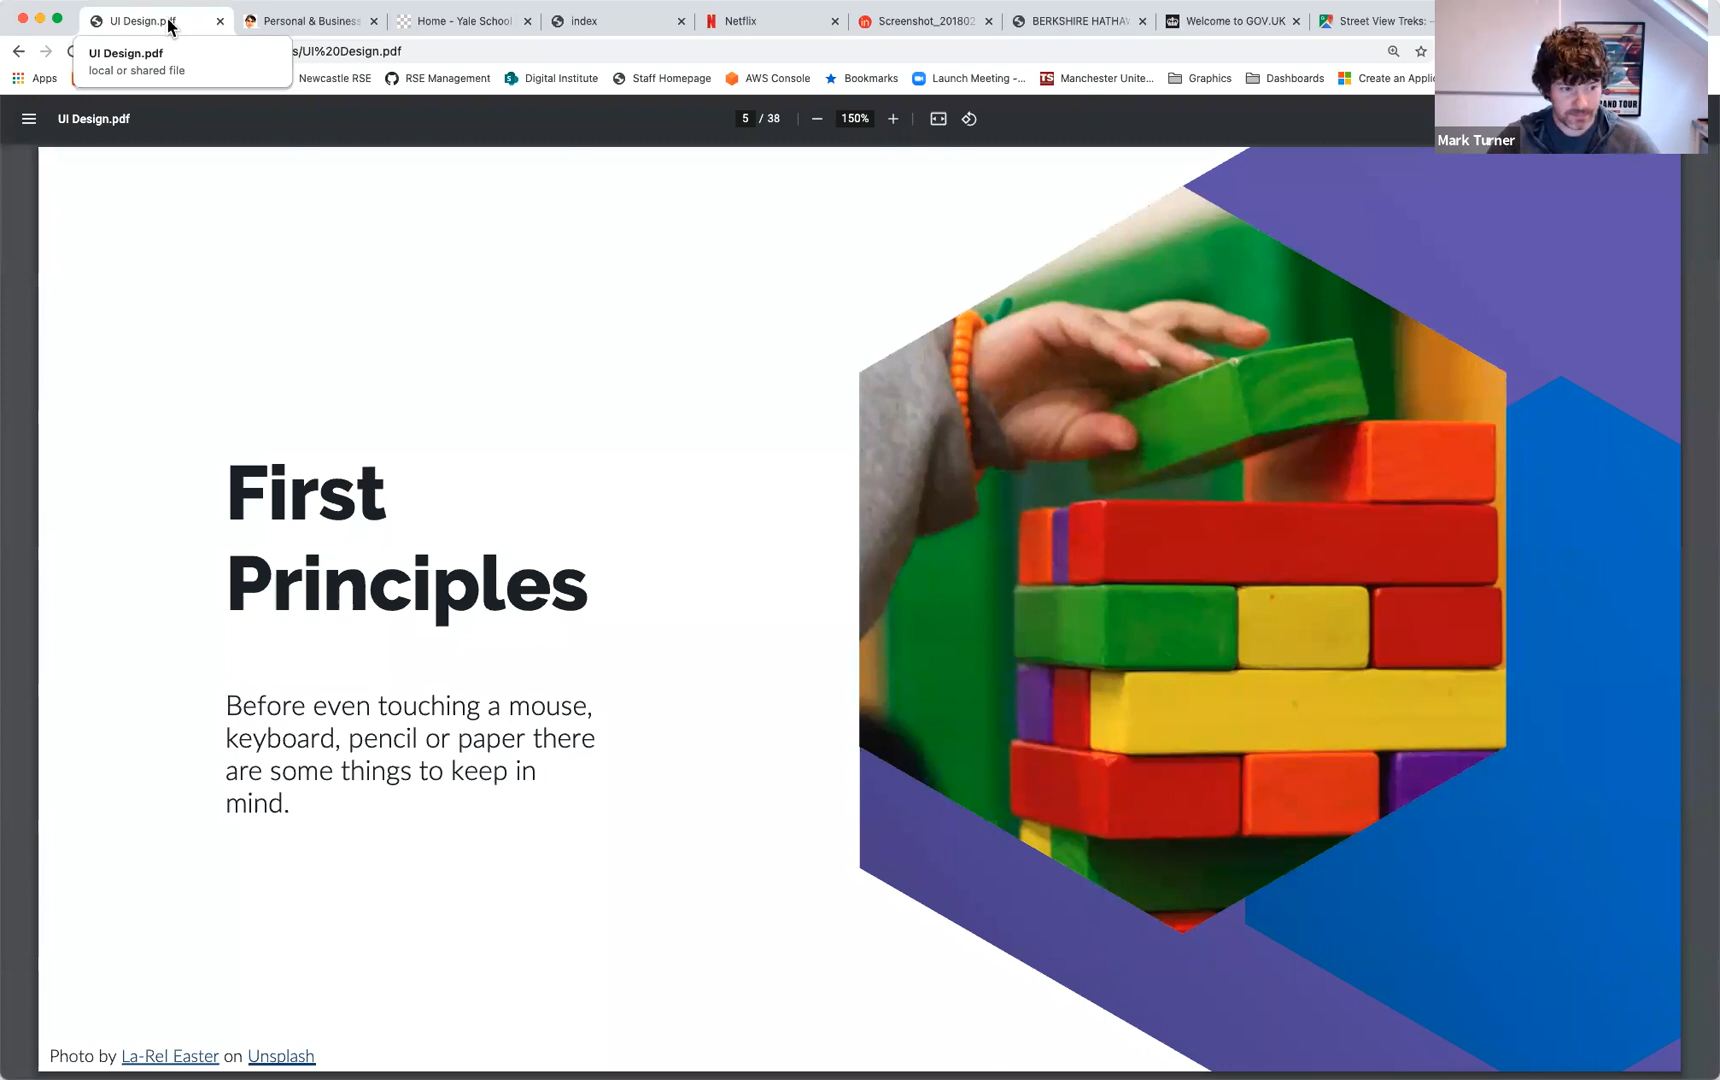 UI Design.pdf
Personal & Business
Home - Yale School
index
Netflix
Screenshot_201802
BERKSHIRE HATHAW
Welcome to GOV.UK
Street View Treks:
UI Design.pdf
local or shared file
s/UI%20Design.pdf
Apps
Newcastle RSE
RSE Management
Digital Institute
Staff Homepage
AWS Console
Bookmarks
Launch Meeting -...
Manchester Unite...
Graphics
Dashboards
Create an Appli
UI Design.pdf
5 / 38
150%
AND TOUR
Mark Turner
First
Principles
Before even touching a mouse,
keyboard, pencil or paper there
are some things to keep in
mind.
Photo by La-Rel Easter on Unsplash